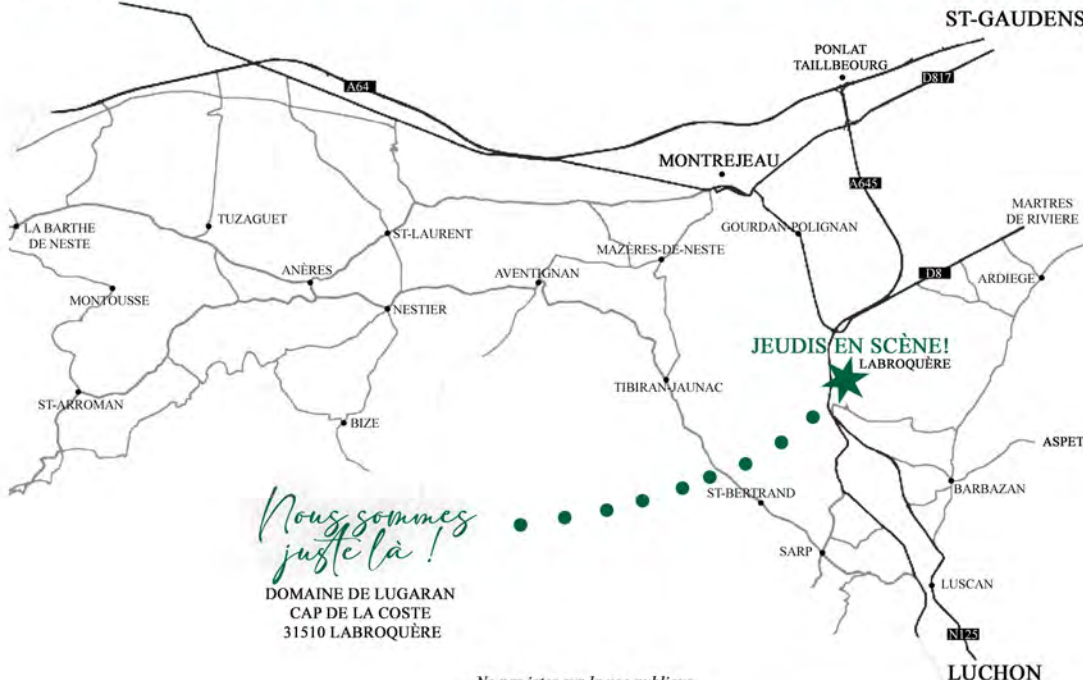 ST-GAUDENS
PONLAT
TAILLBEOURG
A64
D817
MONTREJEAU
A645
MARTRES
DE RIVIERE
LA BARTHE
DE NESTE
TUZAGUET
ST-LAURENT
GOURDAN-POLIGNAN
MAZÈRES-DE-NESTE
ANÈRES
AVENTIGNAN
D8
ARDIEGE
MONTOUSSE
NESTIER
JEUDIS EN SCÈNE!
LABROQUÈRE
TIBIRAN-JAUNAC
ST-ARROMAN
BIZE
ASPET
BARBAZAN
ST-BERTRAND
Nous sommes
juste là !
SARP
LUSCAN
DOMAINE DE LUGARAN
CAP DE LA COSTE
31510 LABROQUÈRE
N125
LUCHON